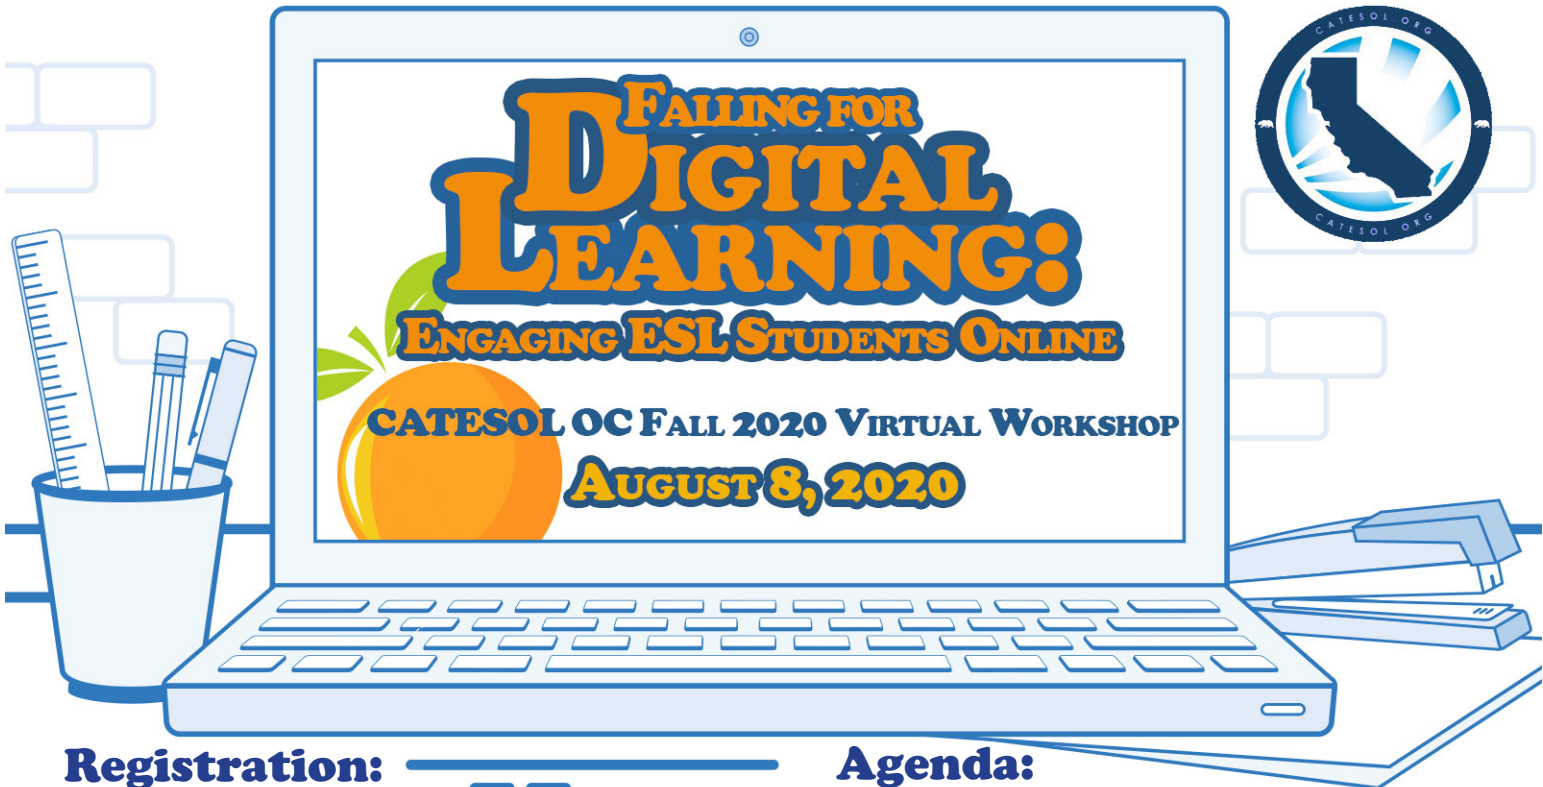 CATESOL.ORG
FALLING FOR
DIGITAL
LEARNING:
ENGAGING ESL STUDENTS ONLINE
CATESOL OC FALL 2020 VIRTUAL WORKSHOP
AUGUST 8, 2020
CATESOL.ORG
Registration:
Agenda: